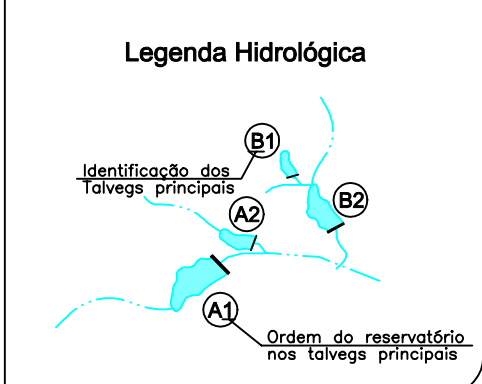 Legenda Hidrológica
B1
Identificação dos
Talvegs principais
B2
A2
A1
Ordem do reservatório
nos talvegs principais